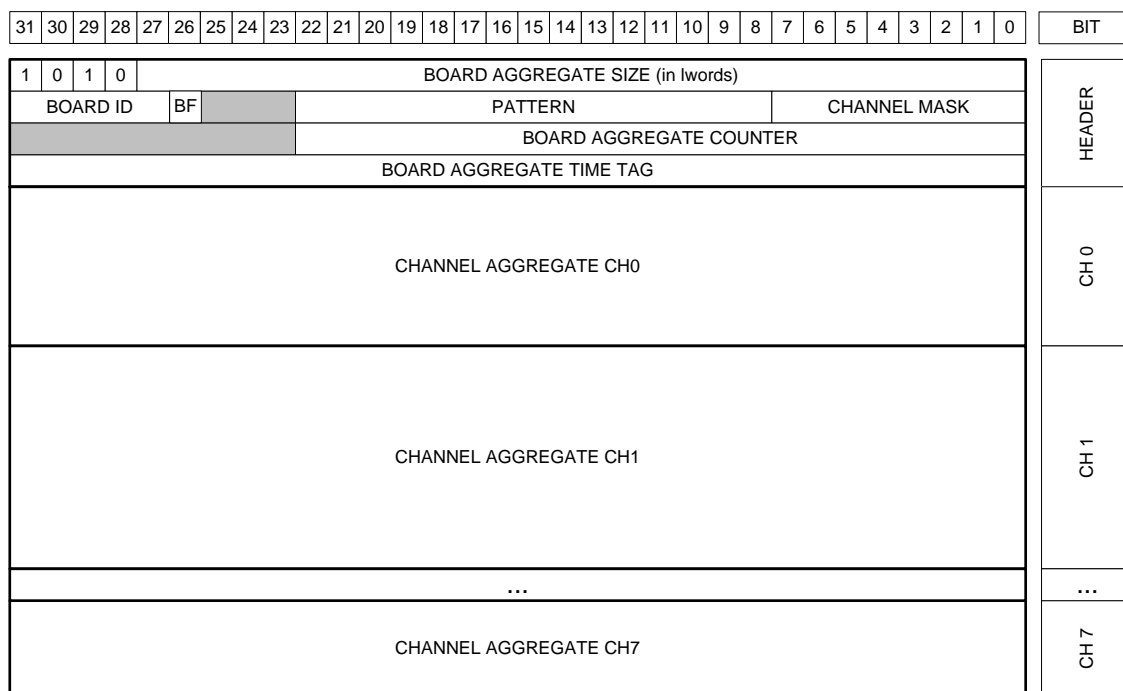 31 30 29 28 27 26 25 24 23 22 21 20 19 18 17 16 15 14 13 12 11 10 9 8 7 6 5 4 3 2 1 0 BIT
1 0 1 0 BOARD AGGREGATE SIZE (in lwords)
BOARD ID BF PATTERN CHANNEL MASK
BOARD AGGREGATE COUNTER
BOARD AGGREGATE TIME TAG
HEADER
CHANNEL AGGREGATE CH0 CH 0
CHANNEL AGGREGATE CH1 CH 1
... ...
CHANNEL AGGREGATE CH7 CH 7